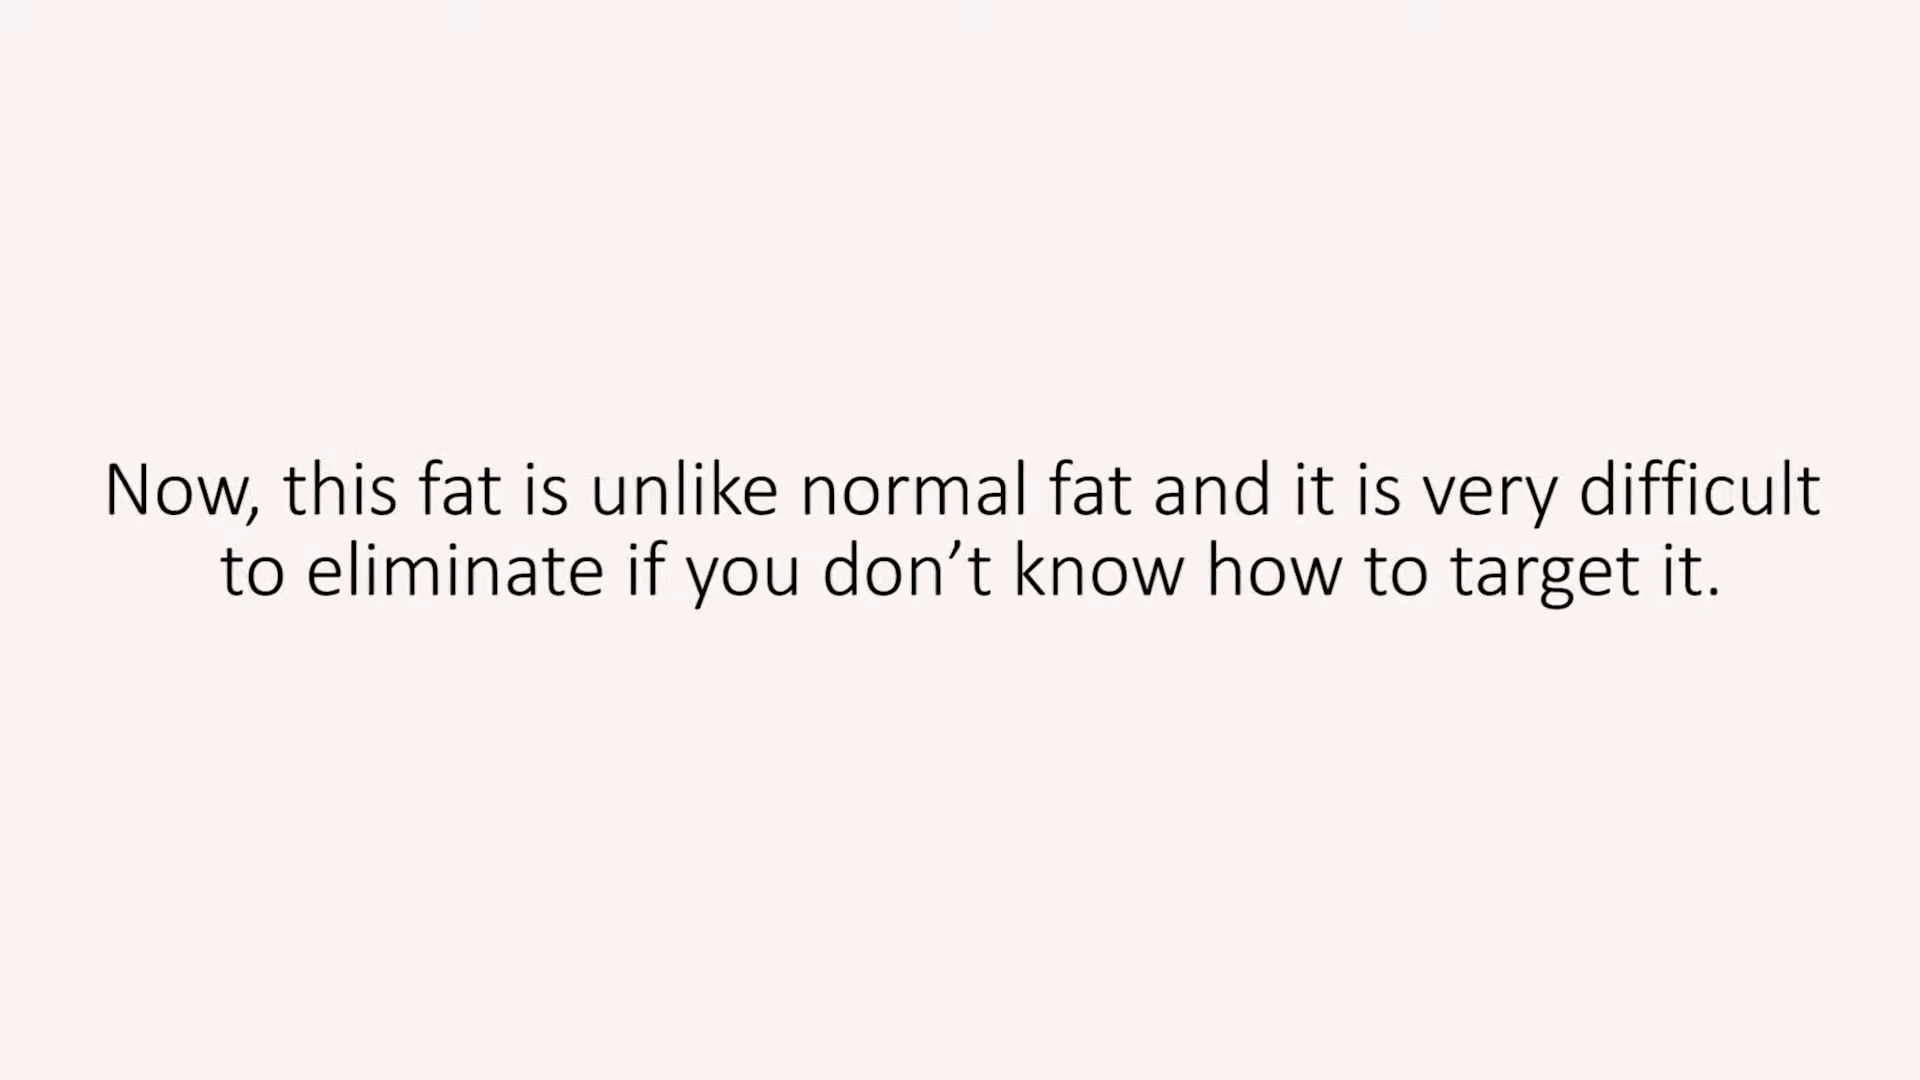 Now, this fat is unlike normal fat and it is very difficult
to eliminate if you don’t know how to target it.